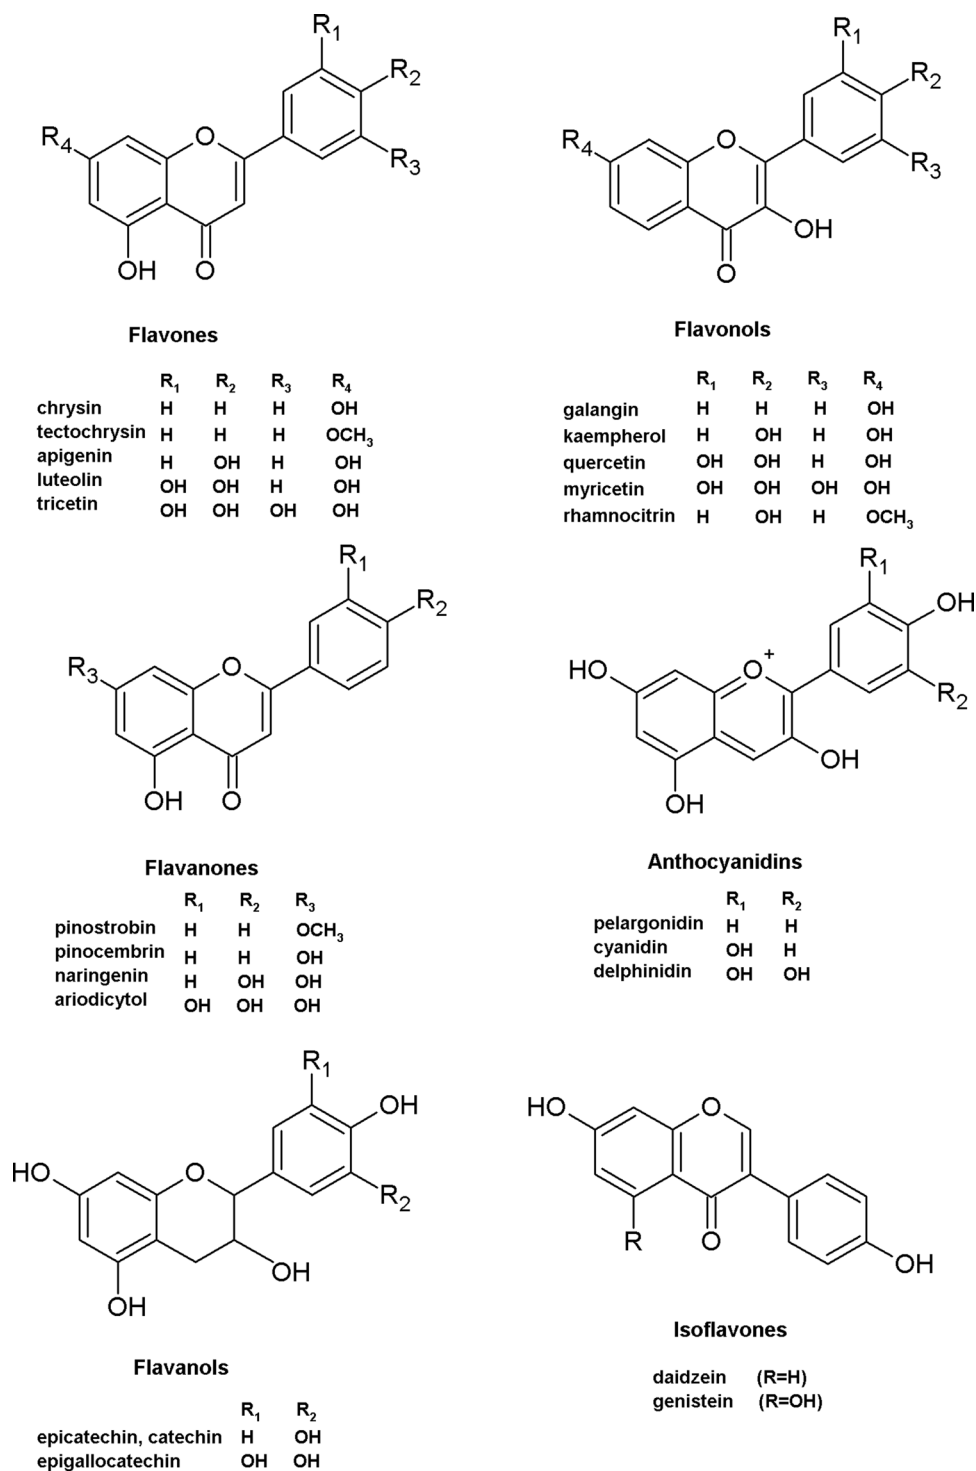 R1
R2
R3
R4
O
OH
O
Flavones
R1 R2 R3 R4
chrysin H H H OH
tectochrysin H H H OCH3
apigenin H OH H OH
luteolin OH OH H OH
tricetin OH OH OH OH
R1
R2
R3
R4
O
OH
O
Flavonols
R1 R2 R3 R4
galangin H H H OH
kaempherol H OH H OH
quercetin OH OH H OH
myricetin OH OH OH OH
rhamnocitrin H OH H OCH3
R1
R2
R3
O
OH
O
Flavanones
R1 R2 R3
pinostrobin H H OCH3
pinocembrin H H OH
naringenin H OH OH
ariodicytol OH OH OH
R1
OH
HO
O+
R2
OH
OH
Anthocyanidins
R1 R2
pelargonidin H H
cyanidin OH H
delphinidin OH OH
R1
OH
HO
O
R2
OH
OH
Flavanols
R1 R2
epicatechin, catechin H OH
epigallocatechin OH OH
HO
O
R
O
OH
Isoflavones
daidzein (R=H)
genistein (R=OH)